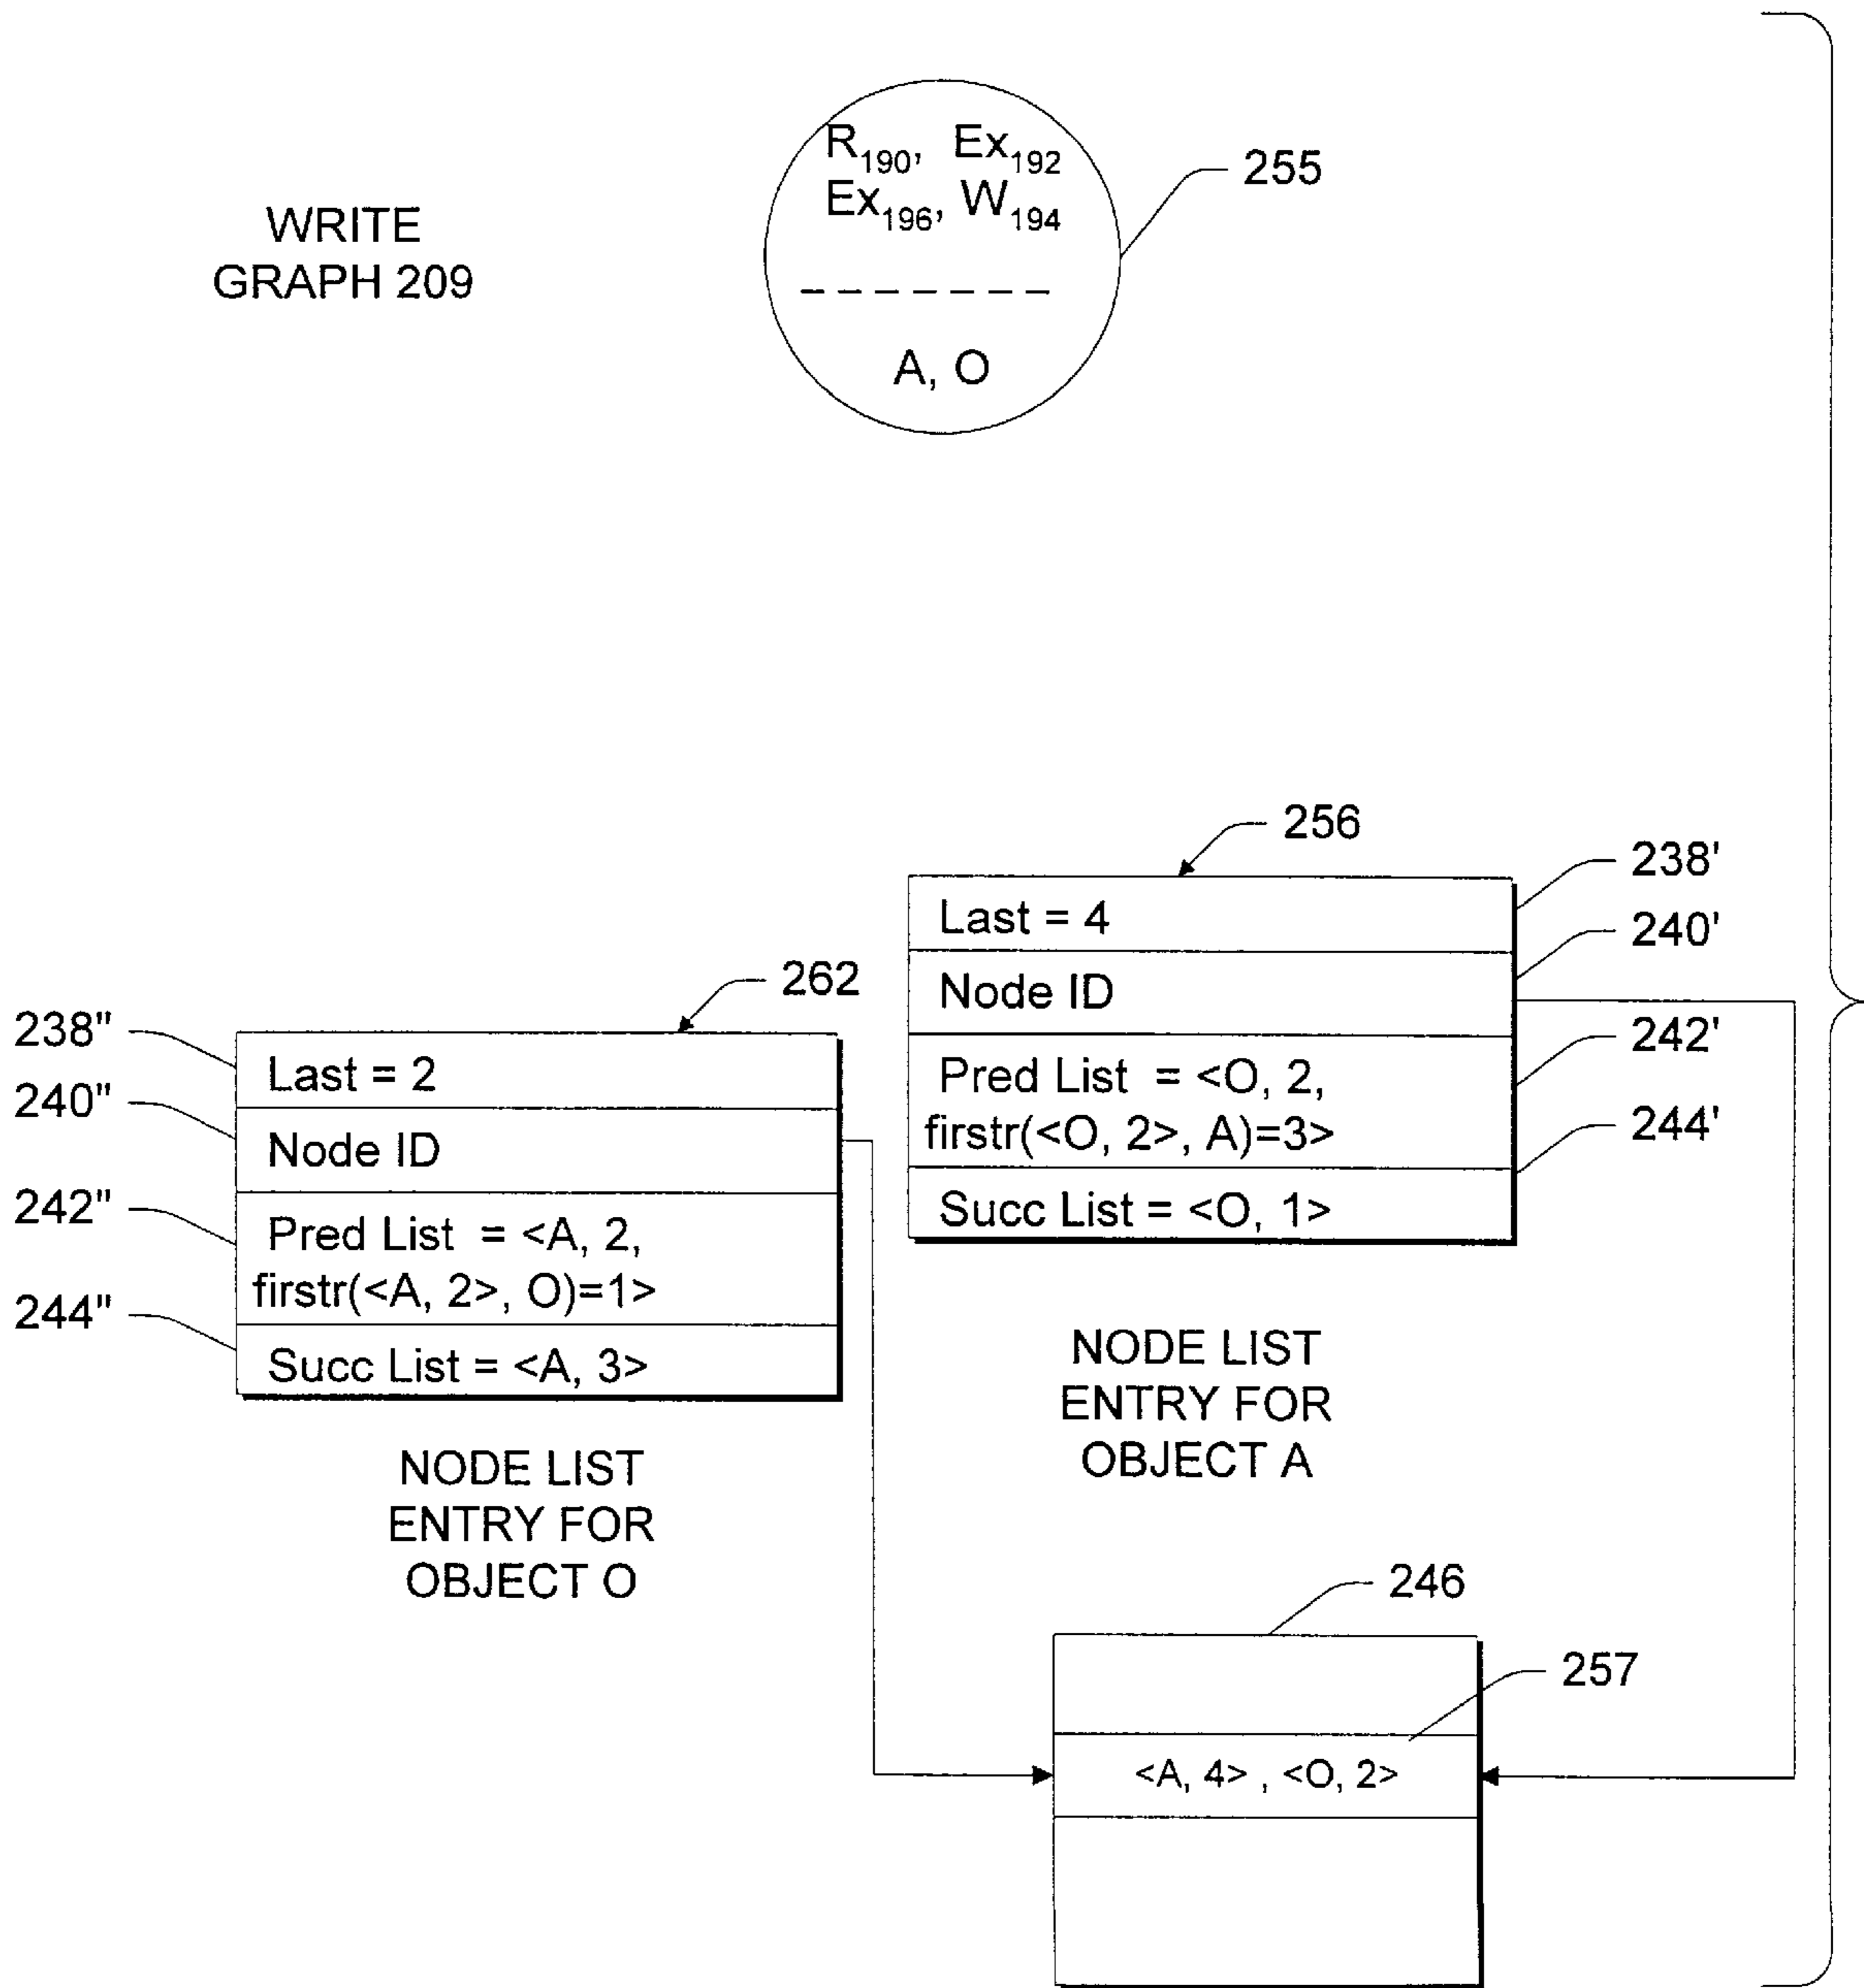 WRITE
GRAPH 209
R190, Ex192
Ex196, W194
A, O
255
256
Last = 4
Node ID
Pred List = <O, 2,
firstr(<O, 2>, A)=3>
Succ List = <O, 1>
238'
240'
242'
244'
NODE LIST
ENTRY FOR
OBJECT A
262
238"
240"
242"
244"
Last = 2
Node ID
Pred List = <A, 2,
firstr(<A, 2>, O)=1>
Succ List = <A, 3>
NODE LIST
ENTRY FOR
OBJECT O
246
257
<A, 4> , <O, 2>